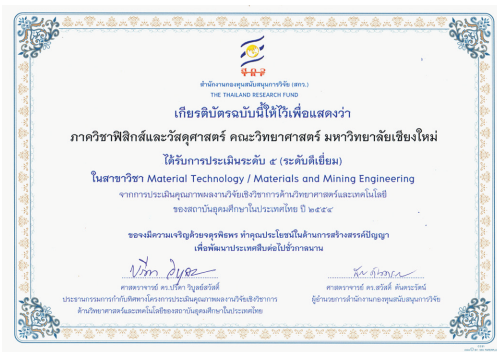 สกว.
สำนักงานกองทุนสนับสนุนการวิจัย (สกว.)
THE THAILAND RESEARCH FUND
เกียรติบัตรฉบับนี้ให้ไว้เพื่อแสดงว่า
ภาควิชาฟิสิกส์และวัสดุศาสตร์ คณะวิทยาศาสตร์ มหาวิทยาลัยเชียงใหม่
ได้รับการประเมินระดับ ๕ (ระดับดีเยี่ยม)
ในสาขาวิชา Material Technology / Materials and Mining Engineering
จากการประเมินคุณภาพผลงานวิจัยเชิงวิชาการด้านวิทยาศาสตร์และเทคโนโลยี
ของสถาบันอุดมศึกษาในประเทศไทย ปี ๒๕๕๔
ขอจงมีความเจริญด้วยจตุรพิธพร ทำคุณประโยชน์ในด้านการสร้างสรรค์ปัญญา
เพื่อพัฒนาประเทศสืบต่อไปชั่วกาลนาน
ศาสตราจารย์ ดร.ปรีดา วิบูลย์สวัสดิ์
ประธานกรรมการกำกับทิศทางโครงการประเมินคุณภาพผลงานวิจัยเชิงวิชาการ
ด้านวิทยาศาสตร์และเทคโนโลยีของสถาบันอุดมศึกษาในประเทศไทย
ศาสตราจารย์ ดร.สวัสดิ์ ตันตระรัตน์
ผู้อำนวยการสำนักงานกองทุนสนับสนุนการวิจัย